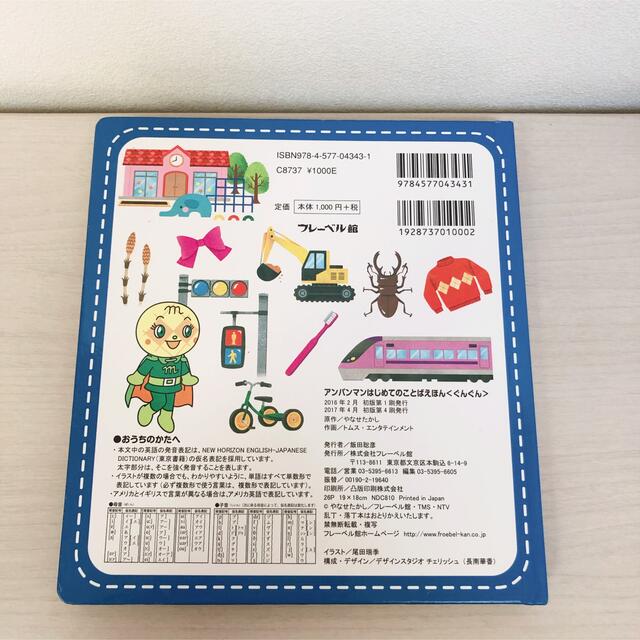 ISBN978-4-577-04343-1
C8737 ¥1000E
9784577043431
定価 本体 1,000 円+税
1928737010002
フレーベル館
m
m
アンパンマンはじめてのことばえほん<ぐんぐん>
2016年2月 初版第1刷発行
2017年4月 初版第4刷発行
原作/やなせたかし
作画/トムス・エンタテインメント
発行者/飯田聡彦
発行所/株式会社フレーベル館
〒113-8611 東京都文京区本駒込 6-14-9
電話/営業 03-5395-6613 編集 03-5395-6605
振替/00190-2-19640
印刷所/凸版印刷株式会社
26P 19×18cm NDC810 Printed in Japan
©やなせたかし/フレーベル館・TMS・NTV
乱丁・落丁本はおとりかえいたします。
禁無断転載・複写
フレーベル館ホームページ http://www.froebel-kan.co.jp
イラスト/尾田瑞季
構成・デザイン/デザインスタジオ チェリッシュ(長南華香)
●おうちのかたへ
・本文中の英語の発音表記は、NEW HORIZON ENGLISH-JAPANESE
DICTIONARY(東京書籍)の仮名表記を採用しています。
太字部分は、そこを強く発音することを表します。
・イラストが複数の場合でも、わかりやすいように、単語はすべて単数形で
表記しています(必ず複数形で使う言葉は、複数形で表記しています)。
・アメリカとイギリスで言葉が異なる場合は、アメリカ英語で表記しています。